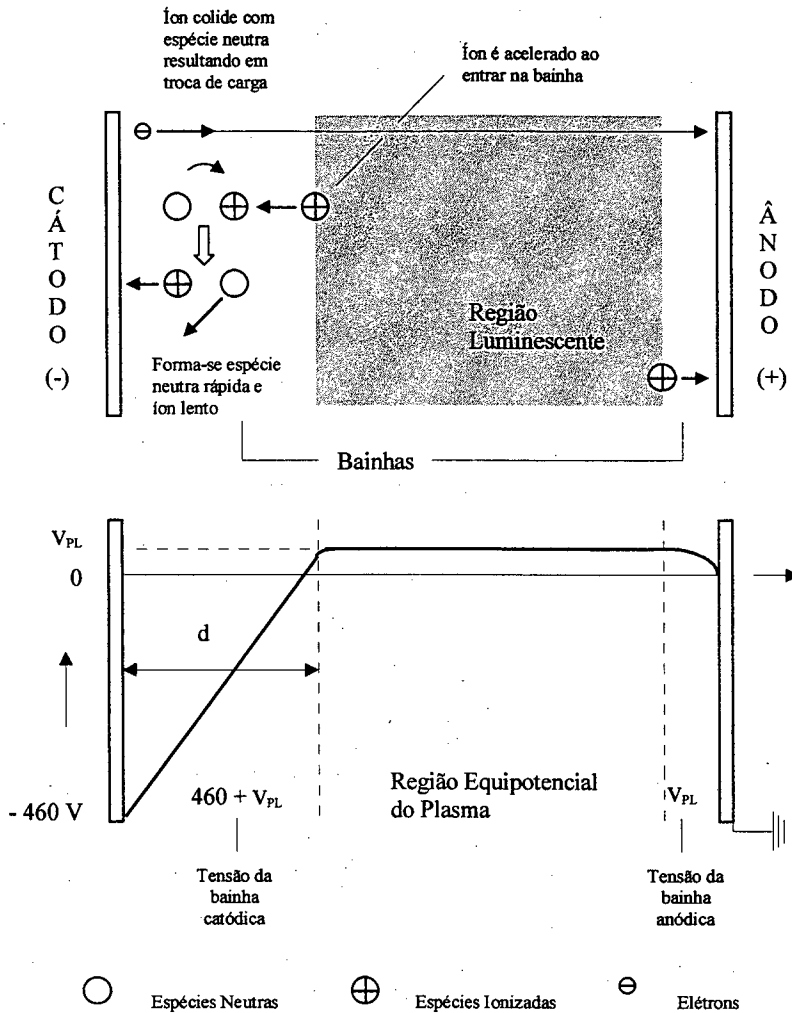 Íon colide com
espécie neutra
resultando em
troca de carga
Íon é acelerado ao
entrar na bainha
CÁTODO
(-)
ÂNODO
(+)
Região
Luminescente
Forma-se espécie
neutra rápida e
íon lento
Bainhas
V_PL
0
d
- 460 V
460 + V_PL
Região Equipotencial
do Plasma
V_PL
Tensão da
bainha
catódica
Tensão da
bainha
anódica
Espécies Neutras
Espécies Ionizadas
Elétrons